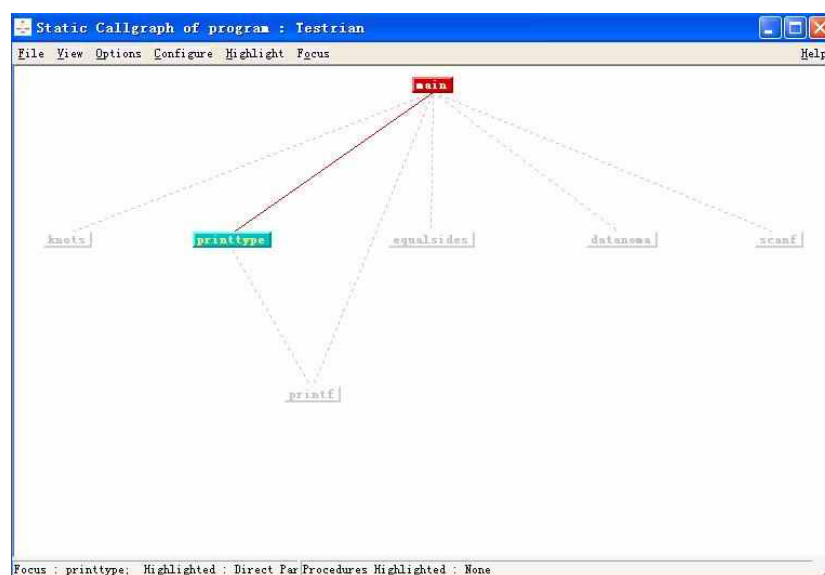 Static Callgraph of program : Testrian
File View Options Configure Highlight Focus Help
main
knots printtype equalsides datanoma scanf
printf
Focus : printtype; Highlighted : Direct Par Procedures Highlighted : None